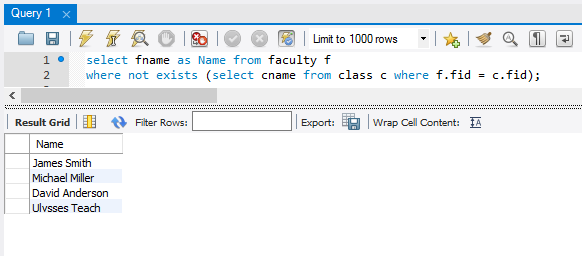 Query 1
Limit to 1000 rows
1 select fname as Name from faculty f
2 where not exists (select cname from class c where f.fid = c.fid);
Result Grid Filter Rows: Export: Wrap Cell Content:
Name
James Smith
Michael Miller
David Anderson
Ulysses Teach